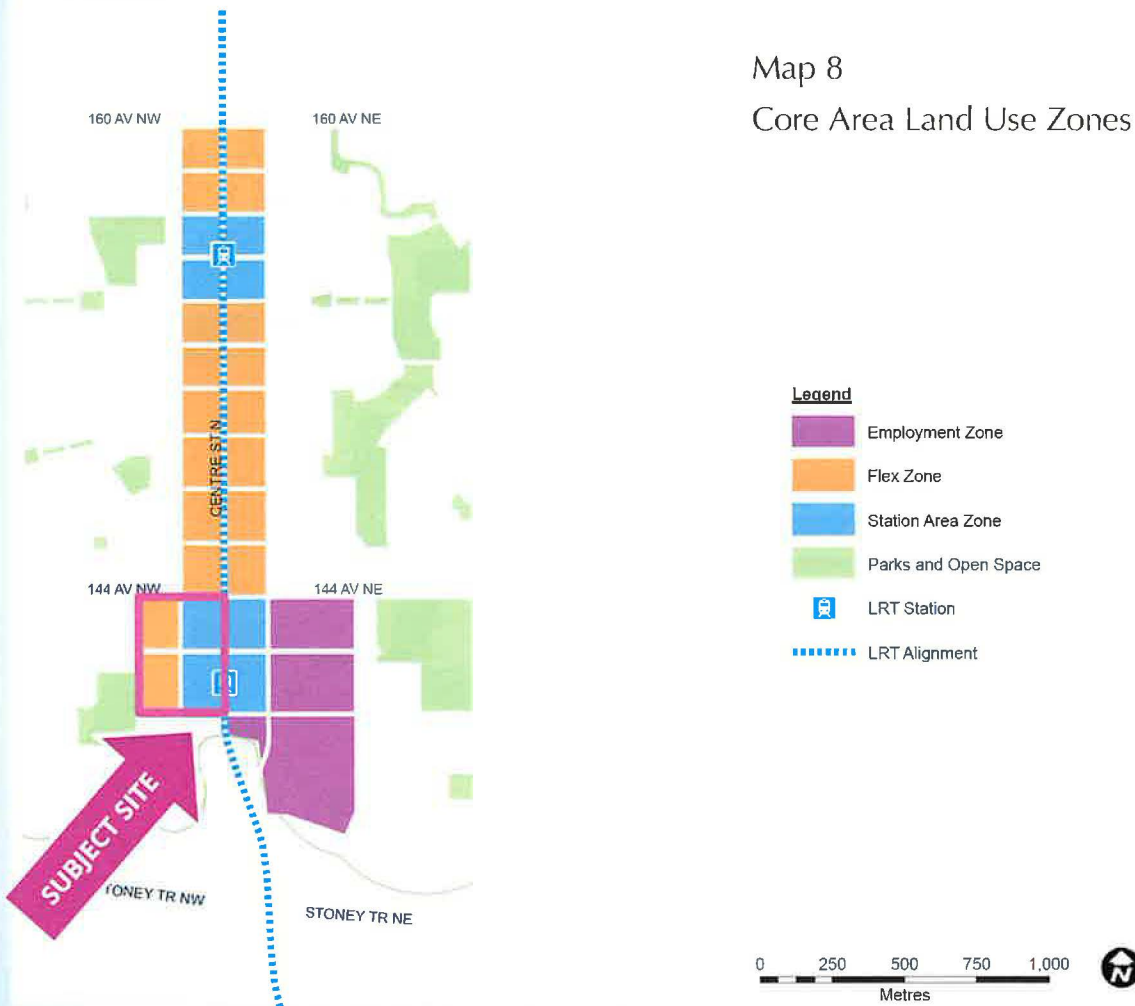 Map 8
Core Area Land Use Zones
160 AV NW
160 AV NE
CENTRE ST N
144 AV NW
144 AV NE
Legend
Employment Zone
Flex Zone
Station Area Zone
Parks and Open Space
LRT Station
LRT Alignment
SUBJECT SITE
TONEY TR NW
STONEY TR NE
0 250 500 750 1,000
Metres
N